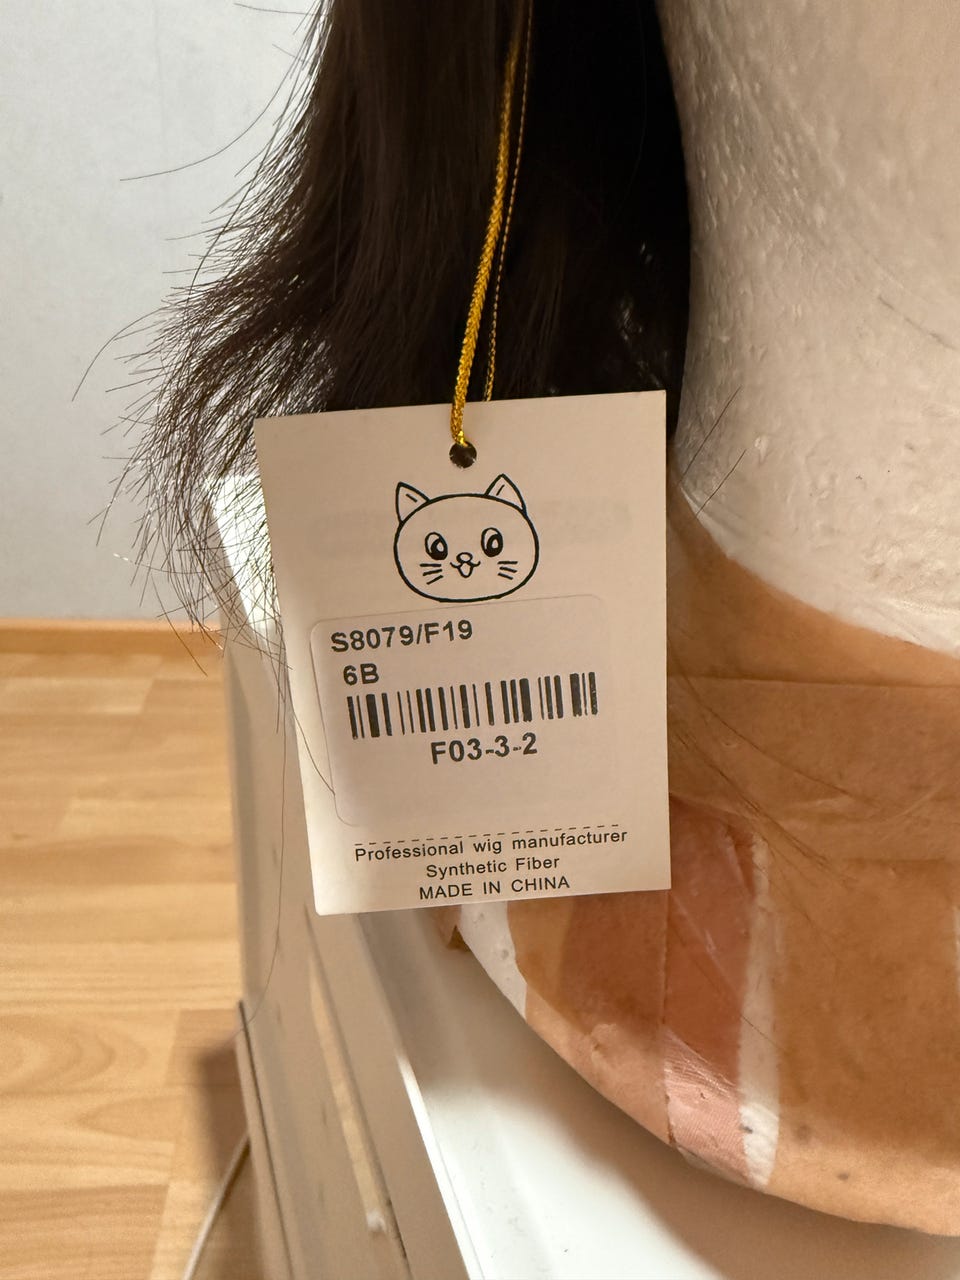 S8079/F19
6B
F03-3-2
Professional wig manufacturer
Synthetic Fiber
MADE IN CHINA